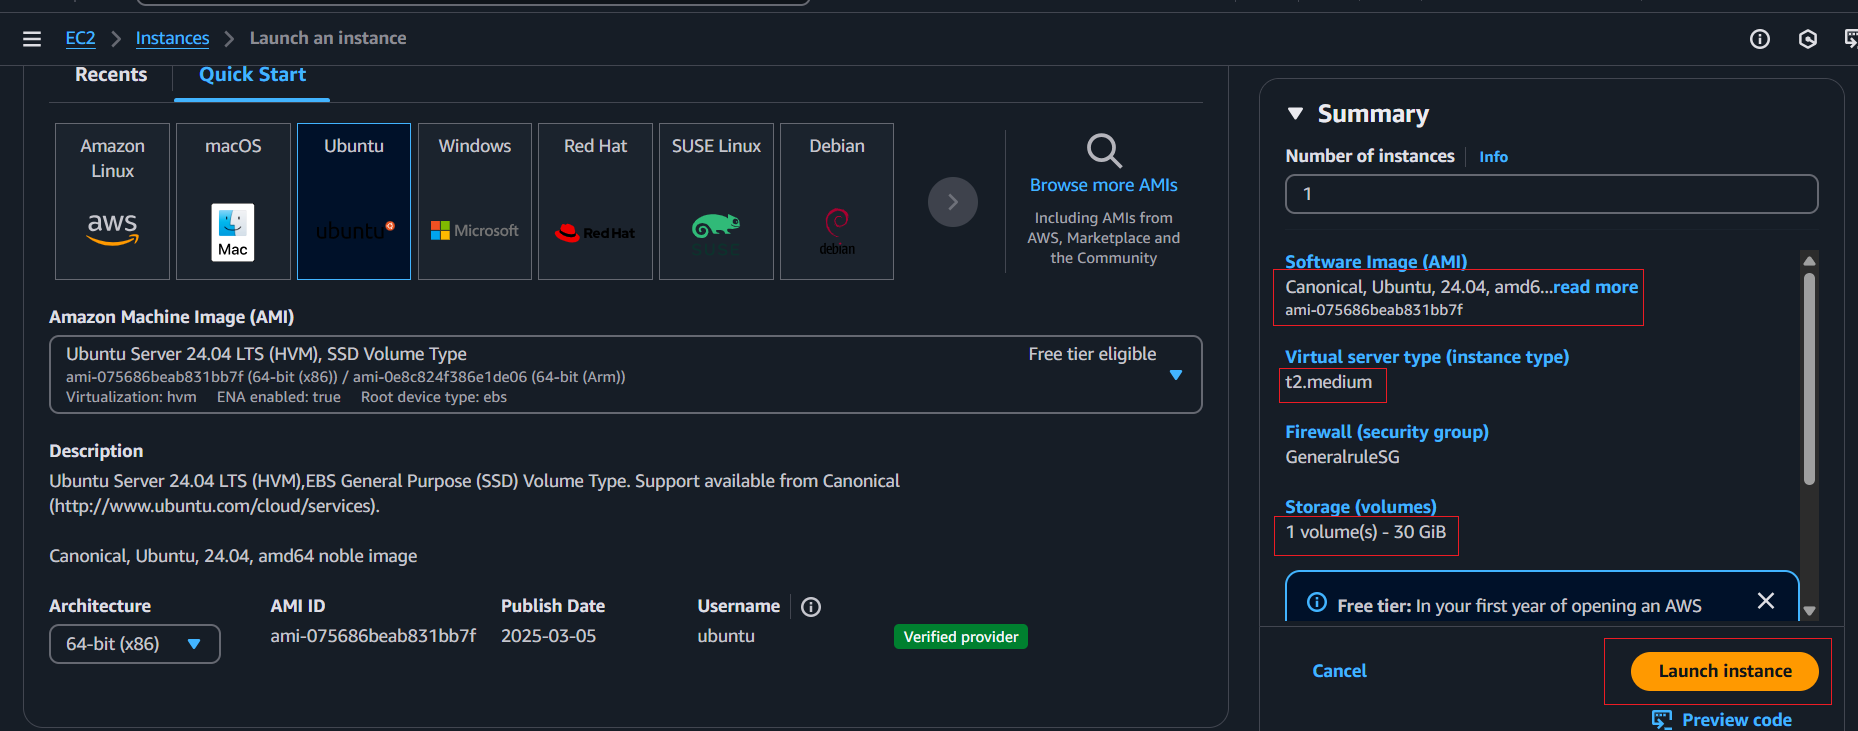 EC2 > Instances > Launch an instance
Recents
Quick Start
Amazon Linux
aws
macOS
Mac
Ubuntu
ubuntu
Windows
Microsoft
Red Hat
Red Hat
SUSE Linux
SUSE
Debian
debian
Browse more AMIs
Including AMIs from
AWS, Marketplace and
the Community
Amazon Machine Image (AMI)
Ubuntu Server 24.04 LTS (HVM), SSD Volume Type
Free tier eligible
ami-075686beab831bb7f (64-bit (x86)) / ami-0e8c824f386e1de06 (64-bit (Arm))
Virtualization: hvm ENA enabled: true Root device type: ebs
Description
Ubuntu Server 24.04 LTS (HVM),EBS General Purpose (SSD) Volume Type. Support available from Canonical
(http://www.ubuntu.com/cloud/services).
Canonical, Ubuntu, 24.04, amd64 noble image
Architecture
64-bit (x86)
AMI ID
ami-075686beab831bb7f
Publish Date
2025-03-05
Username
ubuntu
Verified provider
Summary
Number of instances Info
1
Software Image (AMI)
Canonical, Ubuntu, 24.04, amd6...read more
ami-075686beab831bb7f
Virtual server type (instance type)
t2.medium
Firewall (security group)
GeneralruleSG
Storage (volumes)
1 volume(s) - 30 GiB
Free tier: In your first year of opening an AWS
Cancel
Launch instance
Preview code